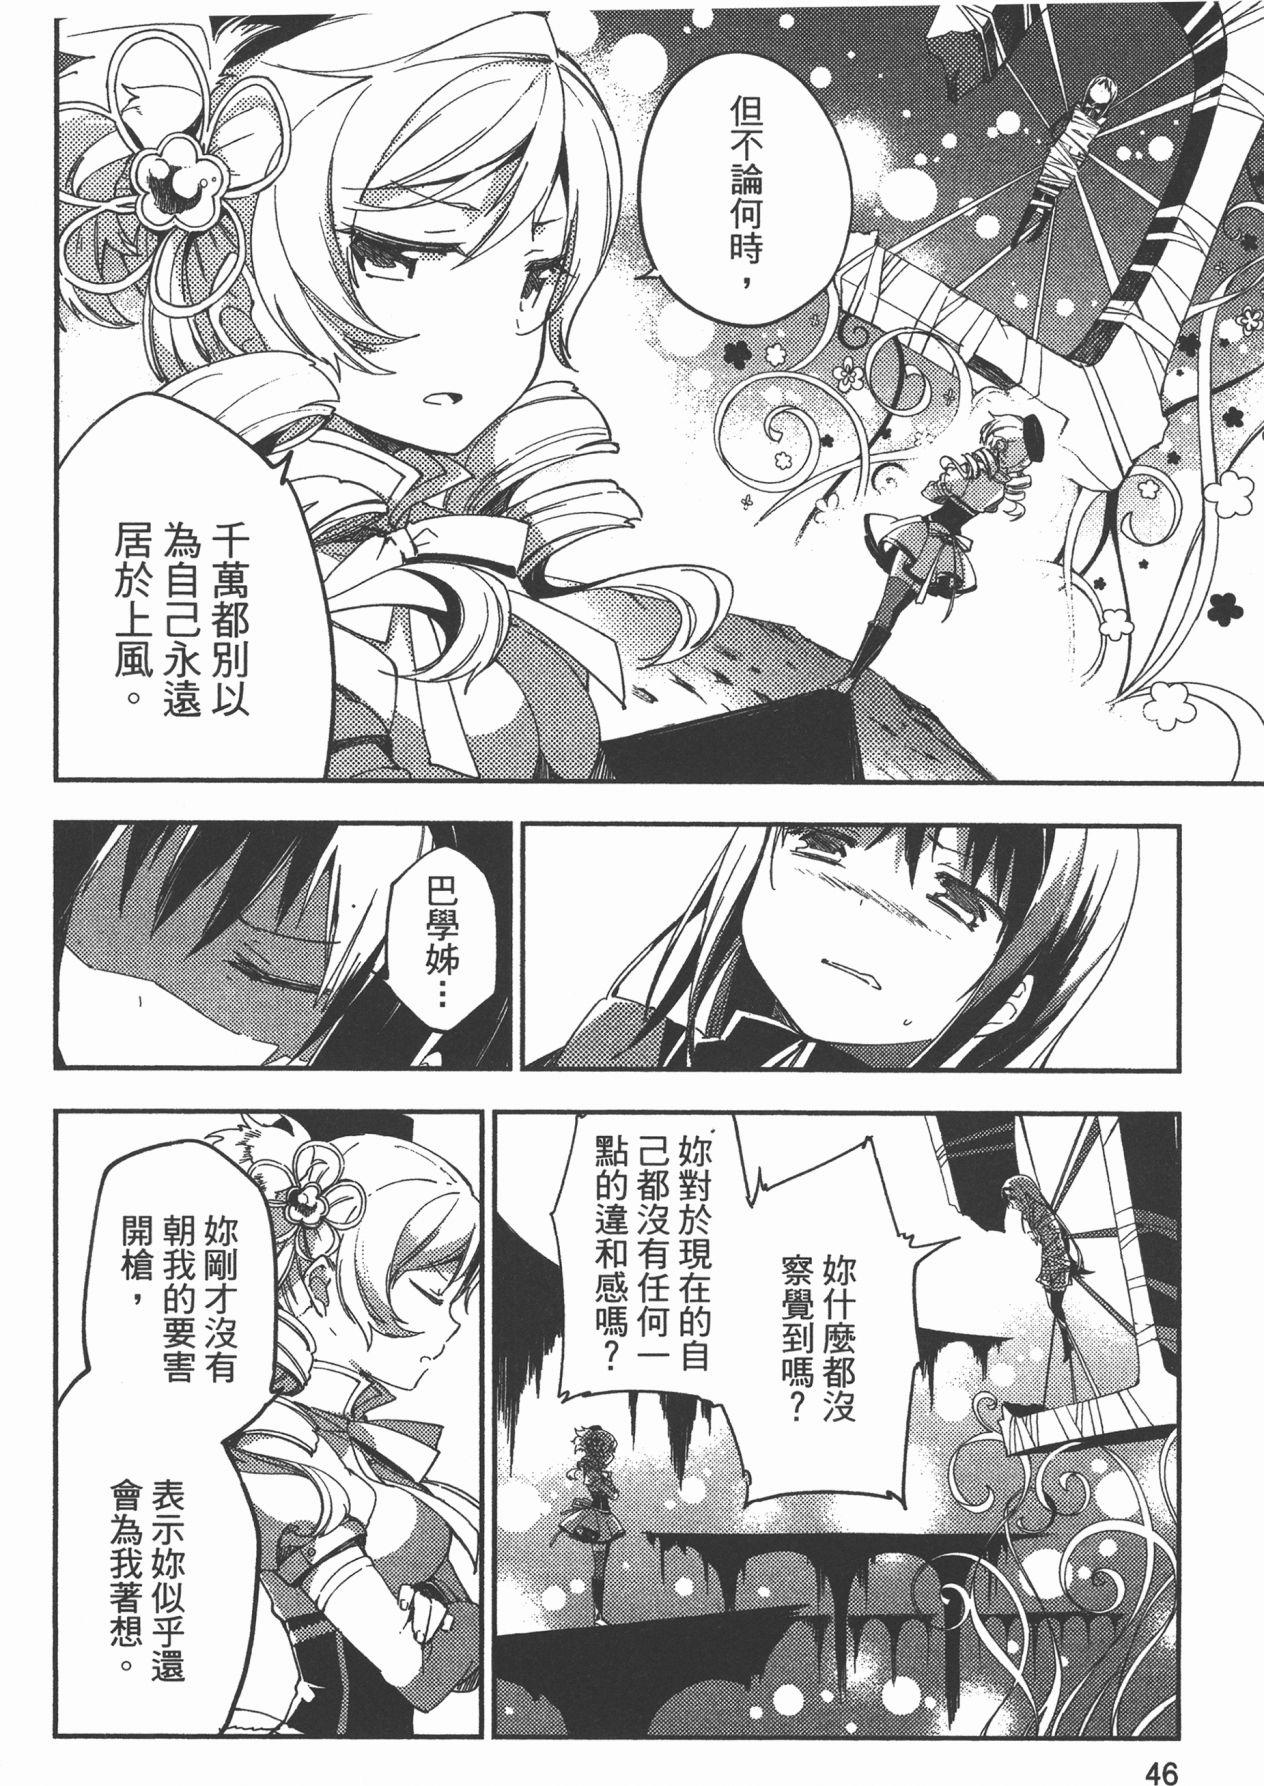 但不論何時，
千萬都別以
為自己永遠
居於上風。
巴學姊…
妳什麼都沒
察覺到嗎？
妳對於現在的自
己都沒有任何一
點的違和感嗎？
妳剛才沒有
朝我的要害
開槍，
表示妳似乎還
會為我著想。
46